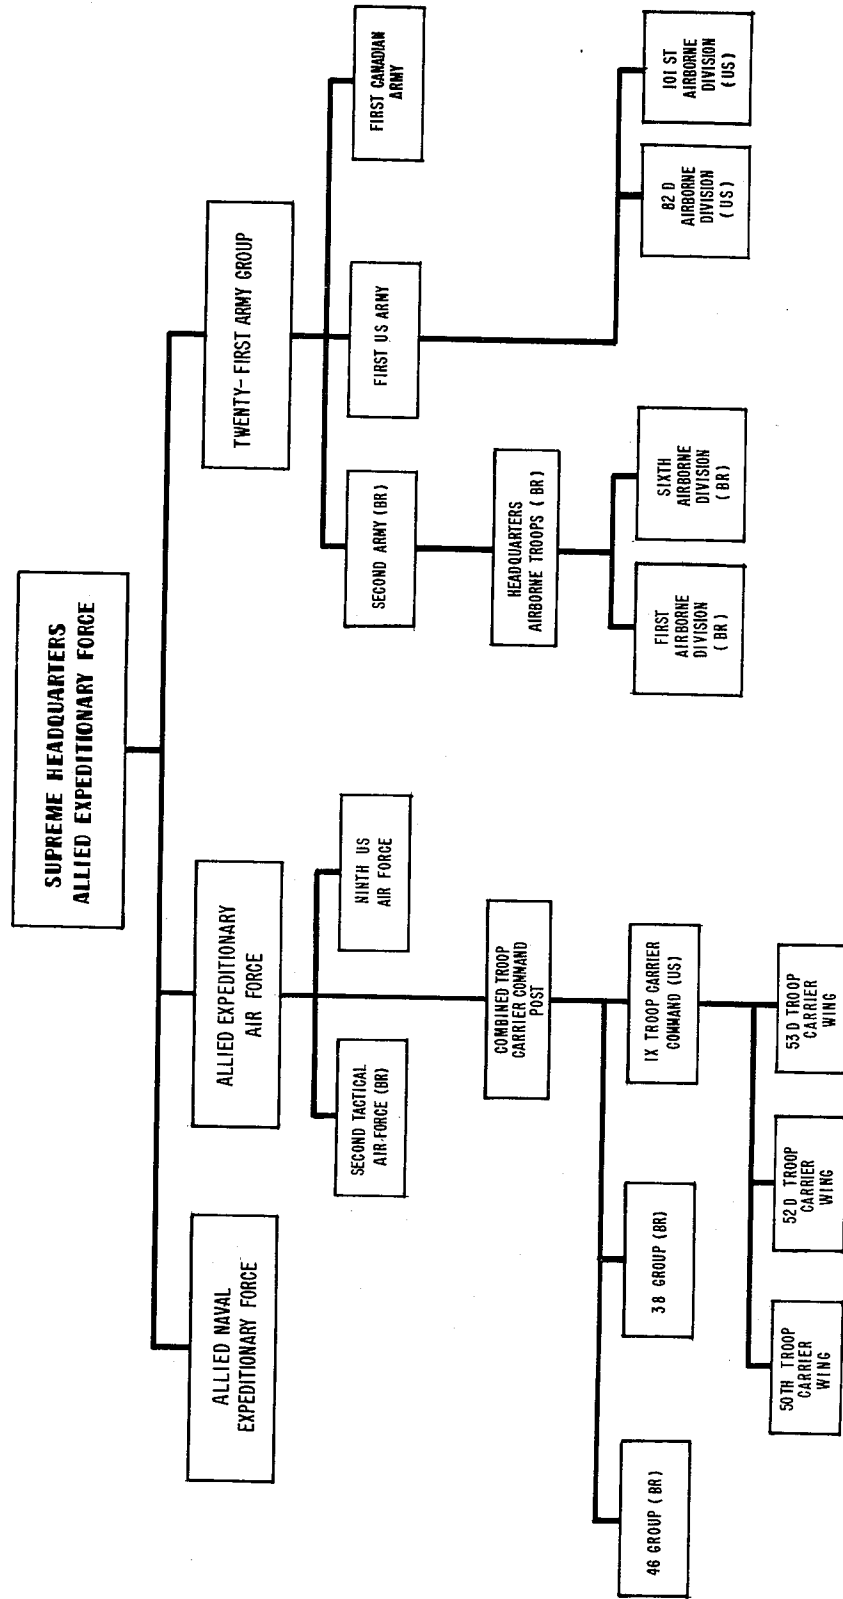 SUPREME HEADQUARTERS
ALLIED EXPEDITIONARY FORCE
ALLIED NAVAL
EXPEDITIONARY FORCE
ALLIED EXPEDITIONARY
AIR FORCE
TWENTY-FIRST ARMY GROUP
SECOND TACTICAL
AIR FORCE (BR)
NINTH US
AIR FORCE
SECOND ARMY (BR)
FIRST US ARMY
FIRST CANADIAN
ARMY
COMBINED TROOP
CARRIER COMMAND
POST
HEADQUARTERS
AIRBORNE TROOPS (BR)
46 GROUP (BR)
38 GROUP (BR)
IX TROOP CARRIER
COMMAND (US)
FIRST
AIRBORNE
DIVISION
(BR)
SIXTH
AIRBORNE
DIVISION
(BR)
82 D
AIRBORNE
DIVISION
(US)
101 ST
AIRBORNE
DIVISION
(US)
50TH TROOP
CARRIER
WING
52 D TROOP
CARRIER
WING
53 D TROOP
CARRIER
WING